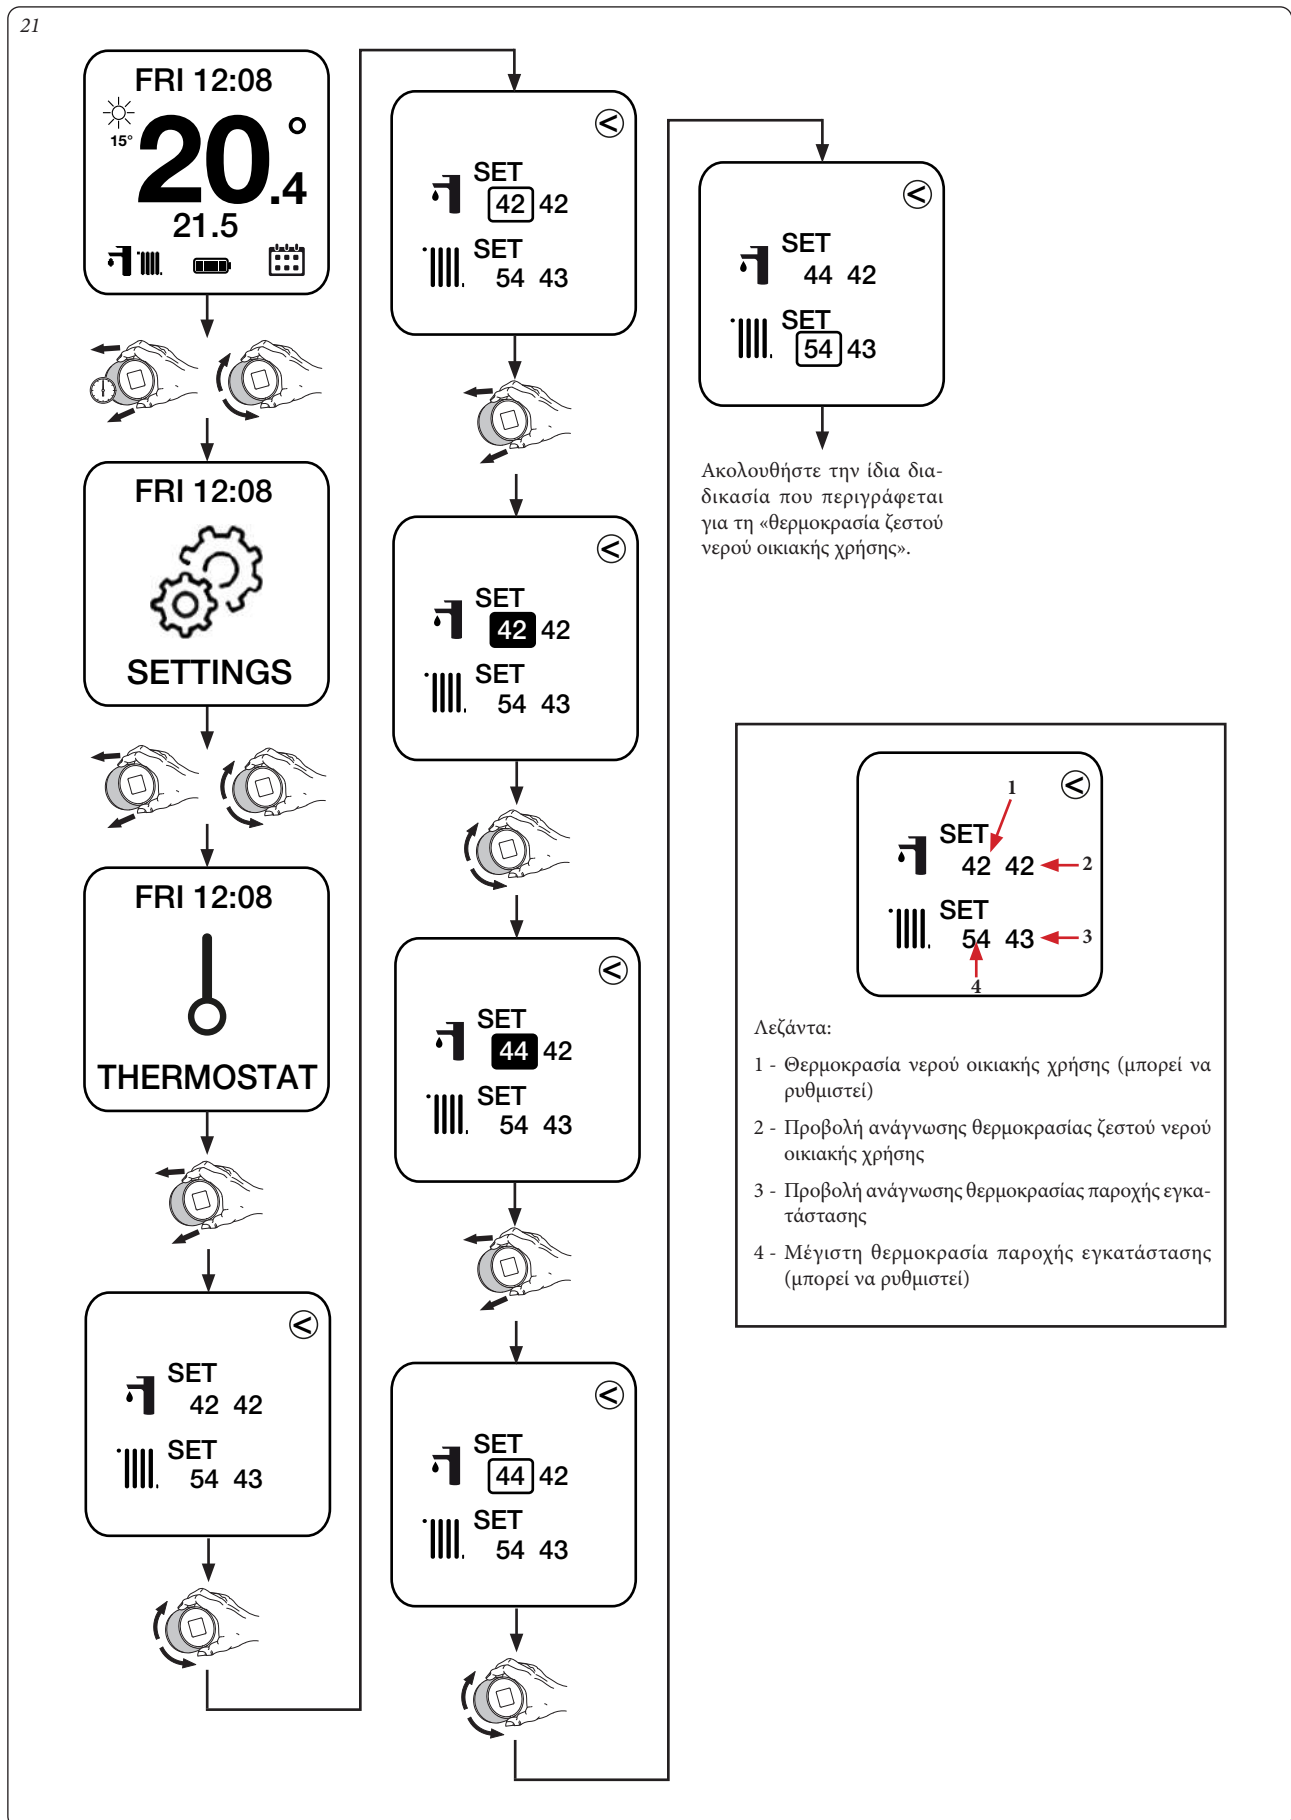 21
FRI 12:08
15°
20.4°
21.5
FRI 12:08
SETTINGS
FRI 12:08
THERMOSTAT
<
SET
42 42
SET
54 43
<
SET
42 42
SET
54 43
<
SET
42 42
SET
54 43
<
SET
44 42
SET
54 43
<
SET
44 42
SET
54 43
<
SET
44 42
SET
54 43
Ακολουθήστε την ίδια δια-
δικασία που περιγράφεται
για τη «θερμοκρασία ζεστού
νερού οικιακής χρήσης».
<
1
SET
42 42
2
SET
54 43
3
4
Λεζάντα:
1 - Θερμοκρασία νερού οικιακής χρήσης (μπορεί να
ρυθμιστεί)
2 - Προβολή ανάγνωσης θερμοκρασίας ζεστού νερού
οικιακής χρήσης
3 - Προβολή ανάγνωσης θερμοκρασίας παροχής εγκα-
τάστασης
4 - Μέγιστη θερμοκρασία παροχής εγκατάστασης
(μπορεί να ρυθμιστεί)